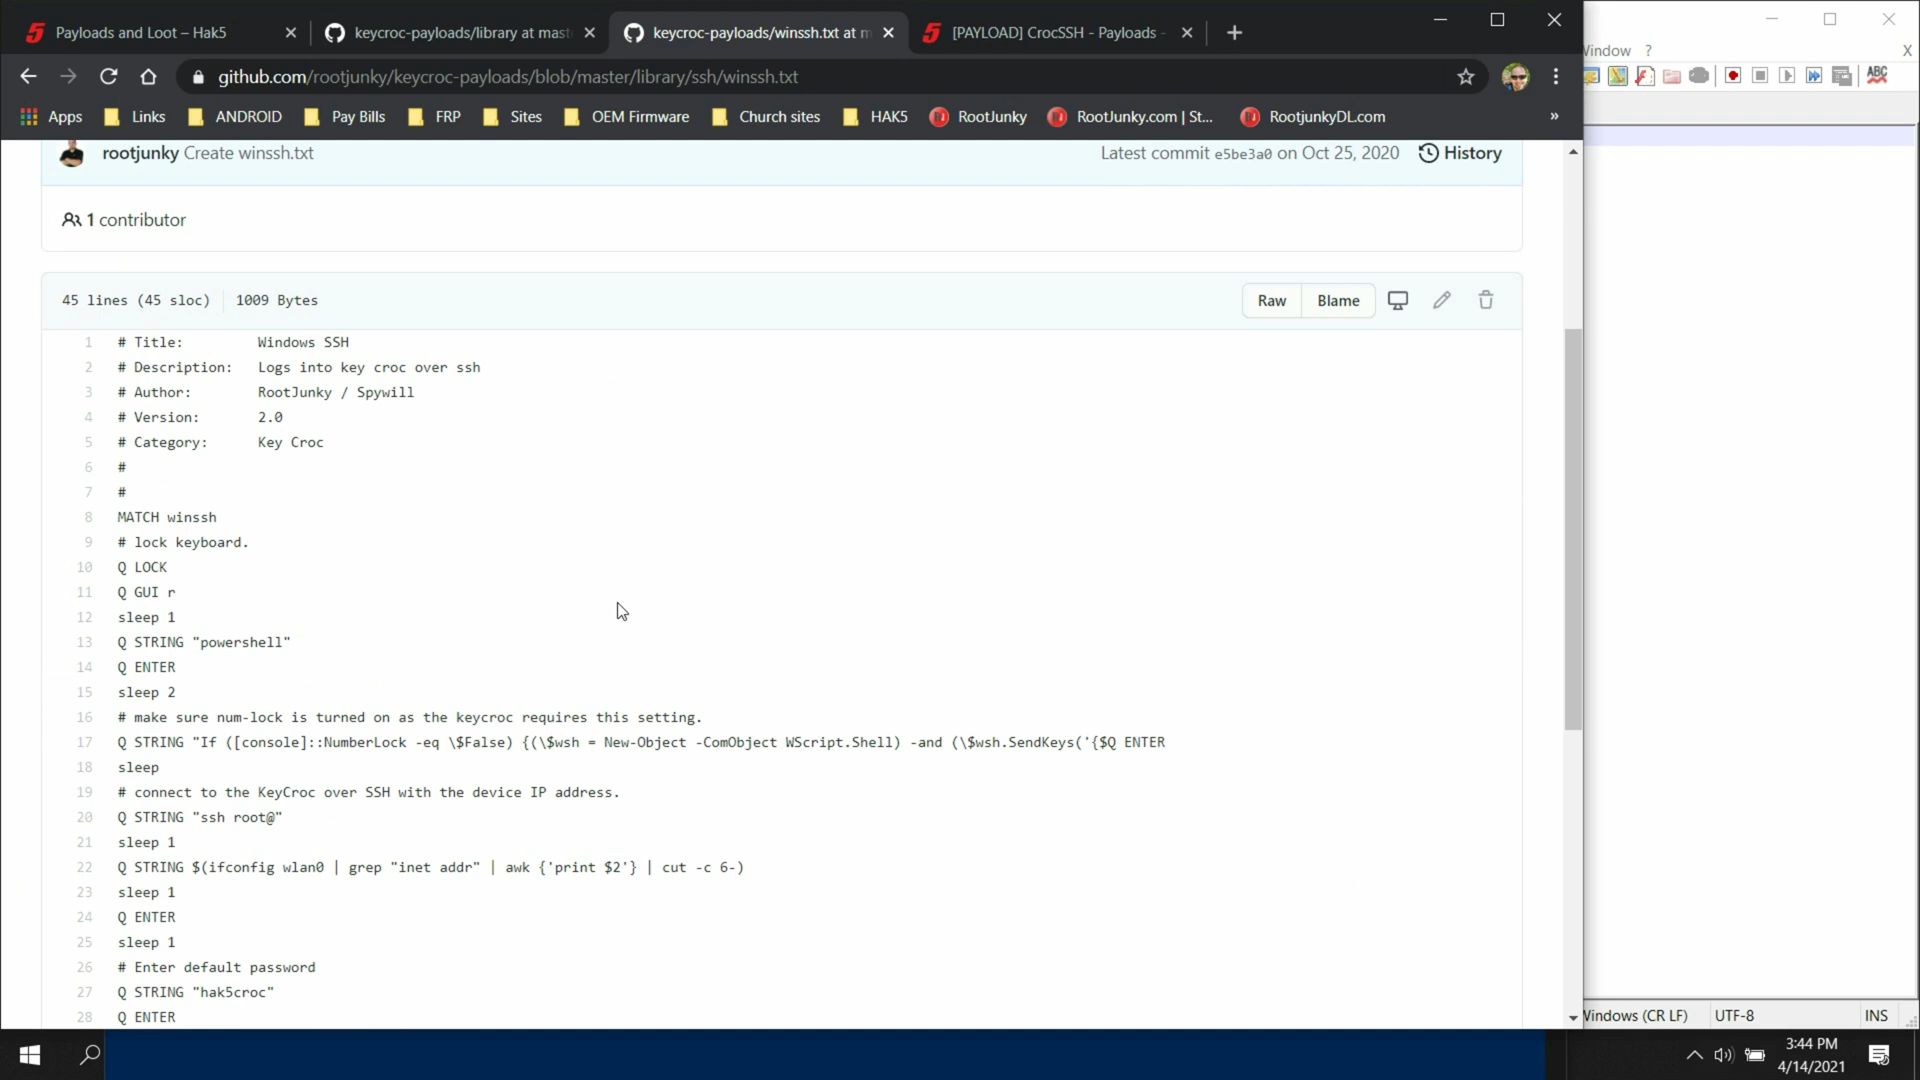 Payloads and Loot – Hak5
keycroc-payloads/library at mast
keycroc-payloads/winssh.txt at m
[PAYLOAD] CrocSSH - Payloads -
github.com/rootjunky/keycroc-payloads/blob/master/library/ssh/winssh.txt
Apps Links ANDROID Pay Bills FRP Sites OEM Firmware Church sites HAK5 RootJunky RootJunky.com | St... RootjunkyDL.com »
Window ? X
ABC
rootjunky Create winssh.txt Latest commit e5be3a0 on Oct 25, 2020 History
1 contributor
45 lines (45 sloc) 1009 Bytes Raw Blame
1 # Title: Windows SSH
2 # Description: Logs into key croc over ssh
3 # Author: RootJunky / Spywill
4 # Version: 2.0
5 # Category: Key Croc
6 #
7 #
8 MATCH winssh
9 # lock keyboard.
10 Q LOCK
11 Q GUI r
12 sleep 1
13 Q STRING "powershell"
14 Q ENTER
15 sleep 2
16 # make sure num-lock is turned on as the keycroc requires this setting.
17 Q STRING "If ([console]::NumberLock -eq \$False) {(\$wsh = New-Object -ComObject WScript.Shell) -and (\$wsh.SendKeys('{$Q ENTER
18 sleep
19 # connect to the KeyCroc over SSH with the device IP address.
20 Q STRING "ssh root@"
21 sleep 1
22 Q STRING $(ifconfig wlan0 | grep "inet addr" | awk {'print $2'} | cut -c 6-)
23 sleep 1
24 Q ENTER
25 sleep 1
26 # Enter default password
27 Q STRING "hak5croc"
28 Q ENTER
Windows (CR LF) UTF-8 INS
3:44 PM
4/14/2021